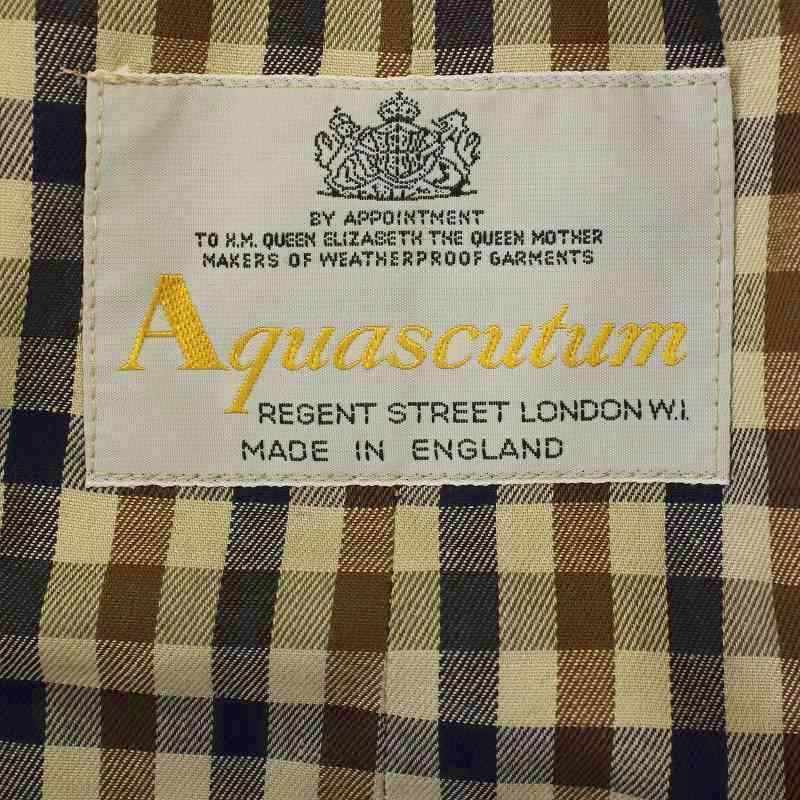 BY APPOINTMENT
TO H.M. QUEEN ELIZABETH THE QUEEN MOTHER
MAKERS OF WEATHERPROOF GARMENTS
Aquascutum
REGENT STREET LONDON W.I.
MADE IN ENGLAND